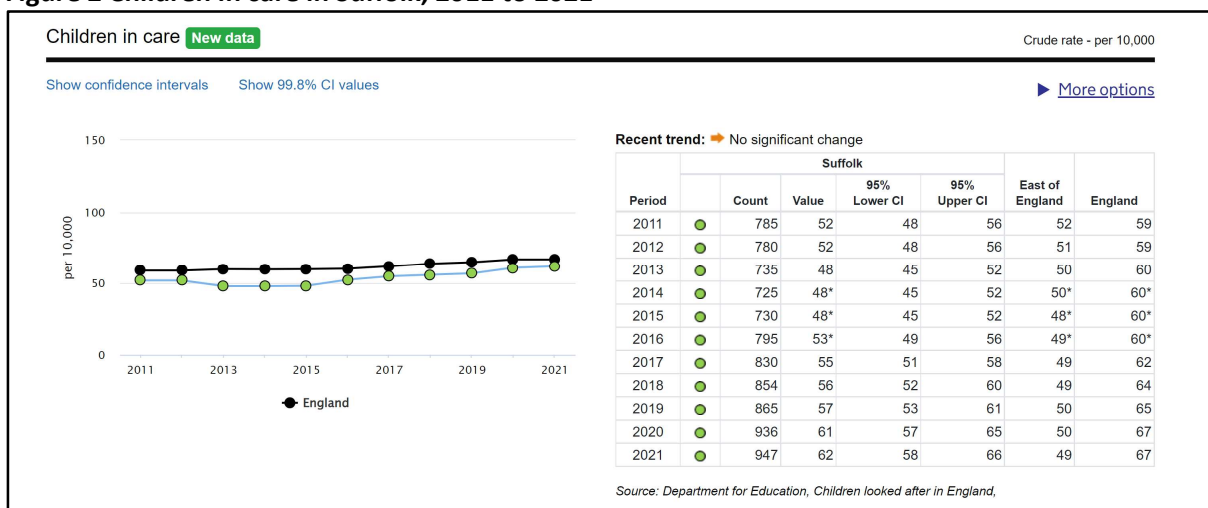 Children in care New data
Crude rate - per 10,000
Show confidence intervals Show 99.8% CI values
▶ More options
150
100
50
0
per 10,000
2011 2013 2015 2017 2019 2021
England
Recent trend: No significant change
Suffolk
Period Count Value 95% Lower CI 95% Upper CI East of England England
2011 785 52 48 56 52 59
2012 780 52 48 56 51 59
2013 735 48 45 52 50 60
2014 725 48* 45 52 50* 60*
2015 730 48* 45 52 48* 60*
2016 795 53* 49 56 49* 60*
2017 830 55 51 58 49 62
2018 854 56 52 60 49 64
2019 865 57 53 61 50 65
2020 936 61 57 65 50 67
2021 947 62 58 66 49 67
Source: Department for Education, Children looked after in England,